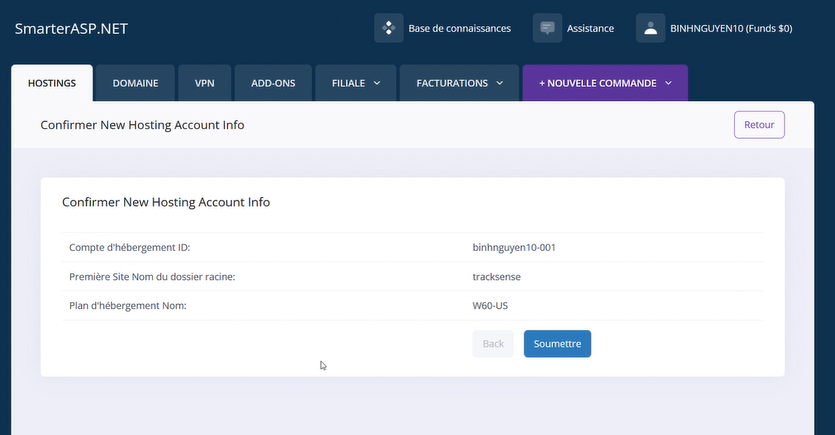 SmarterASP.NET
Base de connaissances
Assistance
BINHNGUYEN10 (Funds $0)
HOSTINGS
DOMAINE
VPN
ADD-ONS
FILIALE
FACTURATIONS
+ NOUVELLE COMMANDE
Confirmer New Hosting Account Info
Retour
Confirmer New Hosting Account Info
Compte d'hébergement ID: binhnguyen10-001
Première Site Nom du dossier racine: tracksense
Plan d'hébergement Nom: W60-US
Back
Soumettre